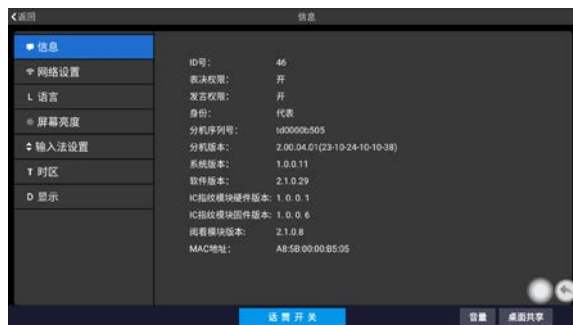 返回
信息
信息
网络设置
L 语言
屏幕亮度
输入法设置
T 时区
D 显示
ID号: 46
表决权限: 开
发言权限: 开
身份: 代表
分机序列号: td0000b505
分机版本: 2.00.04.01(23-10-24-10-10-38)
系统版本: 1.0.0.11
软件版本: 2.1.0.29
IC指纹模块硬件版本: 1.0.0.1
IC指纹模块固件版本: 1.0.0.6
阅看模块版本: 2.1.0.8
MAC地址: A8:5B:00:00:B5:05
话筒开关
音量
桌面共享